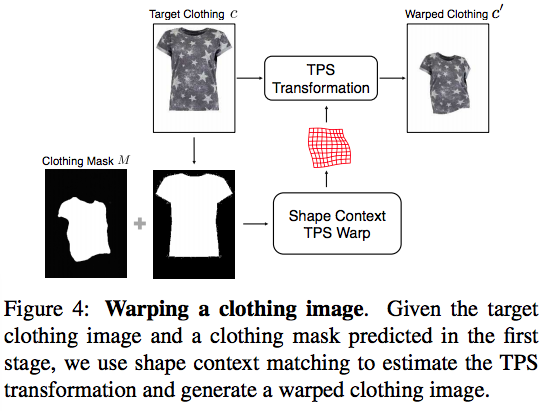 Target Clothing c
Warped Clothing c′
TPS
Transformation
Clothing Mask M
Shape Context
TPS Warp
Figure 4: Warping a clothing image. Given the target
clothing image and a clothing mask predicted in the first
stage, we use shape context matching to estimate the TPS
transformation and generate a warped clothing image.